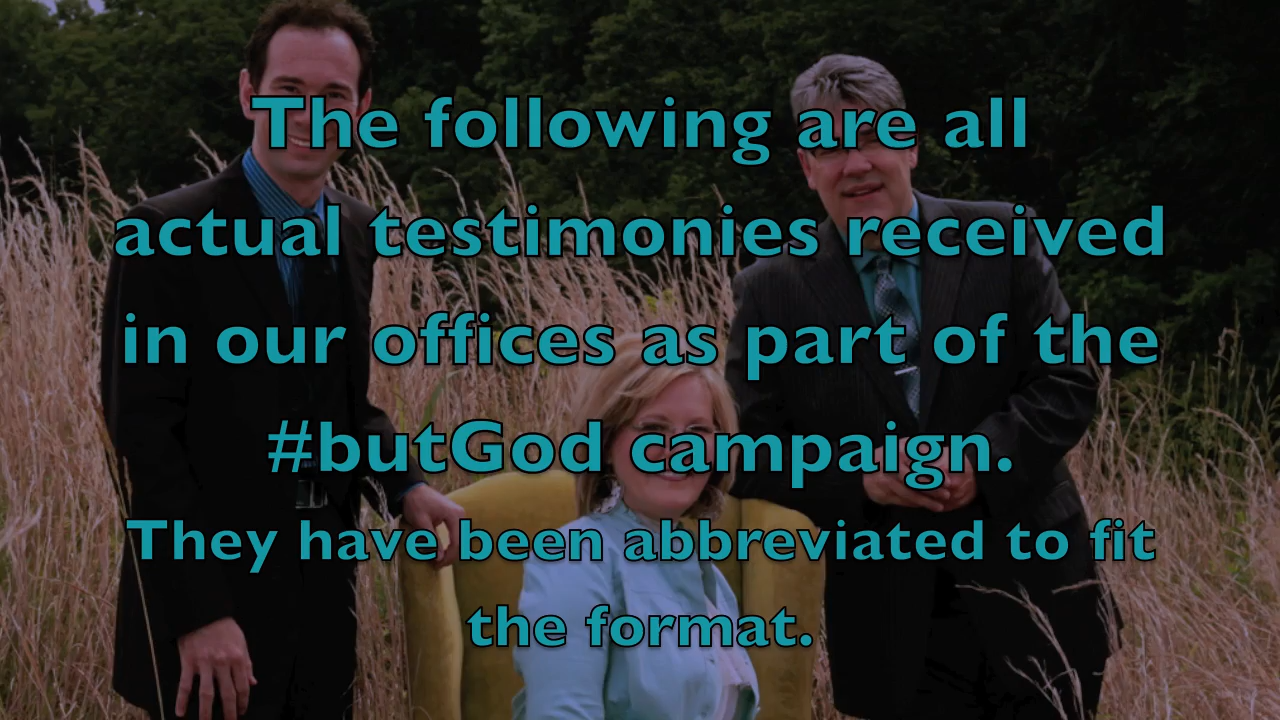 The following are all
actual testimonies received
in our offices as part of the
#butGod campaign.
They have been abbreviated to fit
the format.